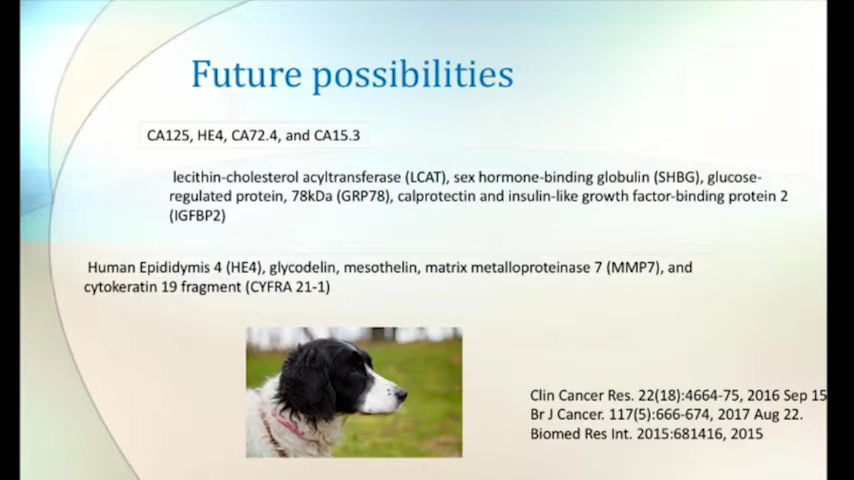 Future possibilities
CA125, HE4, CA72.4, and CA15.3
lecithin-cholesterol acyltransferase (LCAT), sex hormone-binding globulin (SHBG), glucose-
regulated protein, 78kDa (GRP78), calprotectin and insulin-like growth factor-binding protein 2
(IGFBP2)
Human Epididymis 4 (HE4), glycodelin, mesothelin, matrix metalloproteinase 7 (MMP7), and
cytokeratin 19 fragment (CYFRA 21-1)
Clin Cancer Res. 22(18):4664-75, 2016 Sep 15
Br J Cancer. 117(5):666-674, 2017 Aug 22.
Biomed Res Int. 2015:681416, 2015